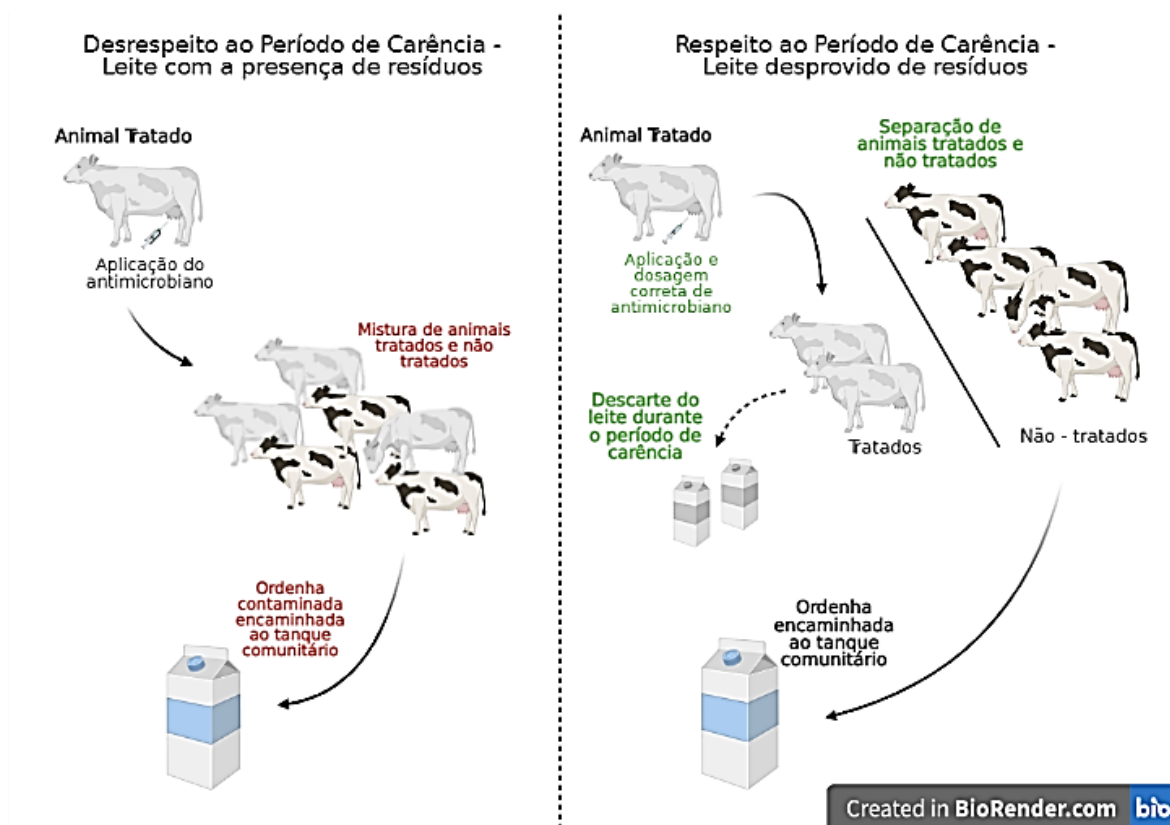 Desrespeito ao Período de Carência -
Leite com a presença de resíduos
Animal Tratado
Aplicação do
antimicrobiano
Mistura de animais
tratados e não
tratados
Ordenha
contaminada
encaminhada
ao tanque
comunitário
Respeito ao Período de Carência -
Leite desprovido de resíduos
Animal Tratado
Aplicação e
dosagem
correta de
antimicrobiano
Separação de
animais tratados e
não tratados
Descarte do
leite durante
o período de
carência
Tratados
Não - tratados
Ordenha
encaminhada
ao tanque
comunitário
Created in BioRender.com bio